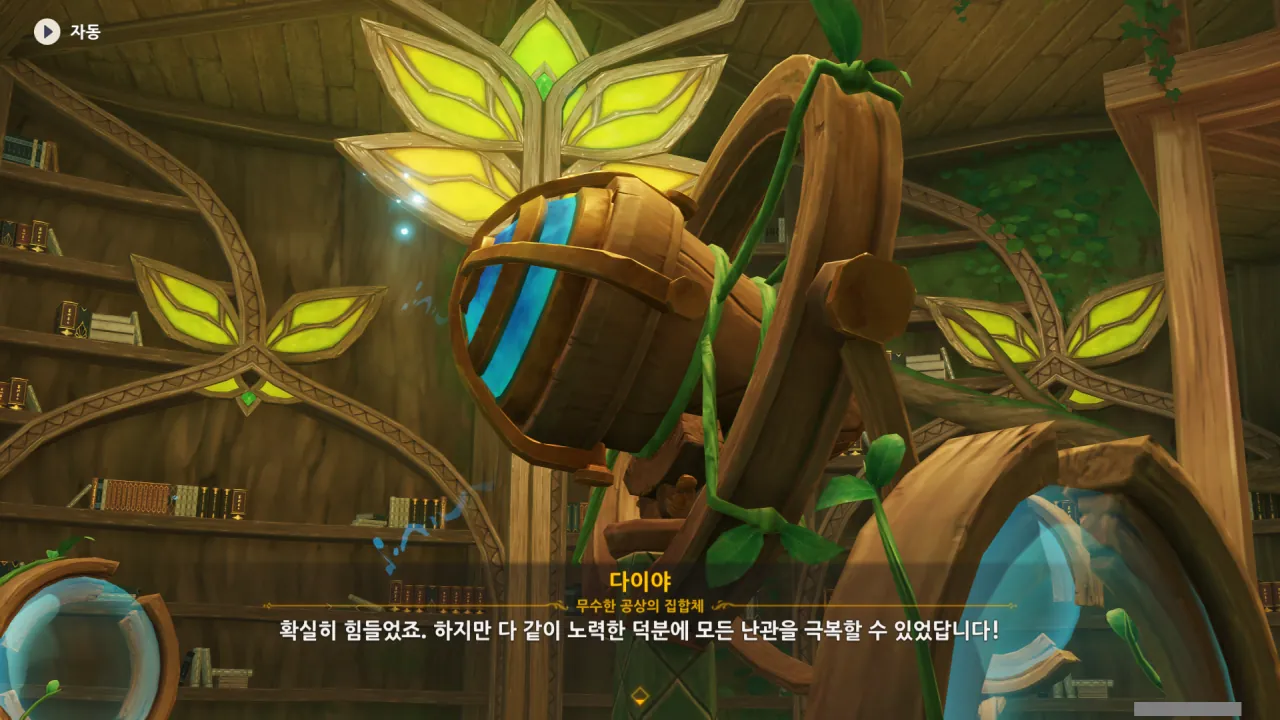 자동
다이야
무수한 공상의 집합체
확실히 힘들었죠. 하지만 다 같이 노력한 덕분에 모든 난관을 극복할 수 있었답니다!